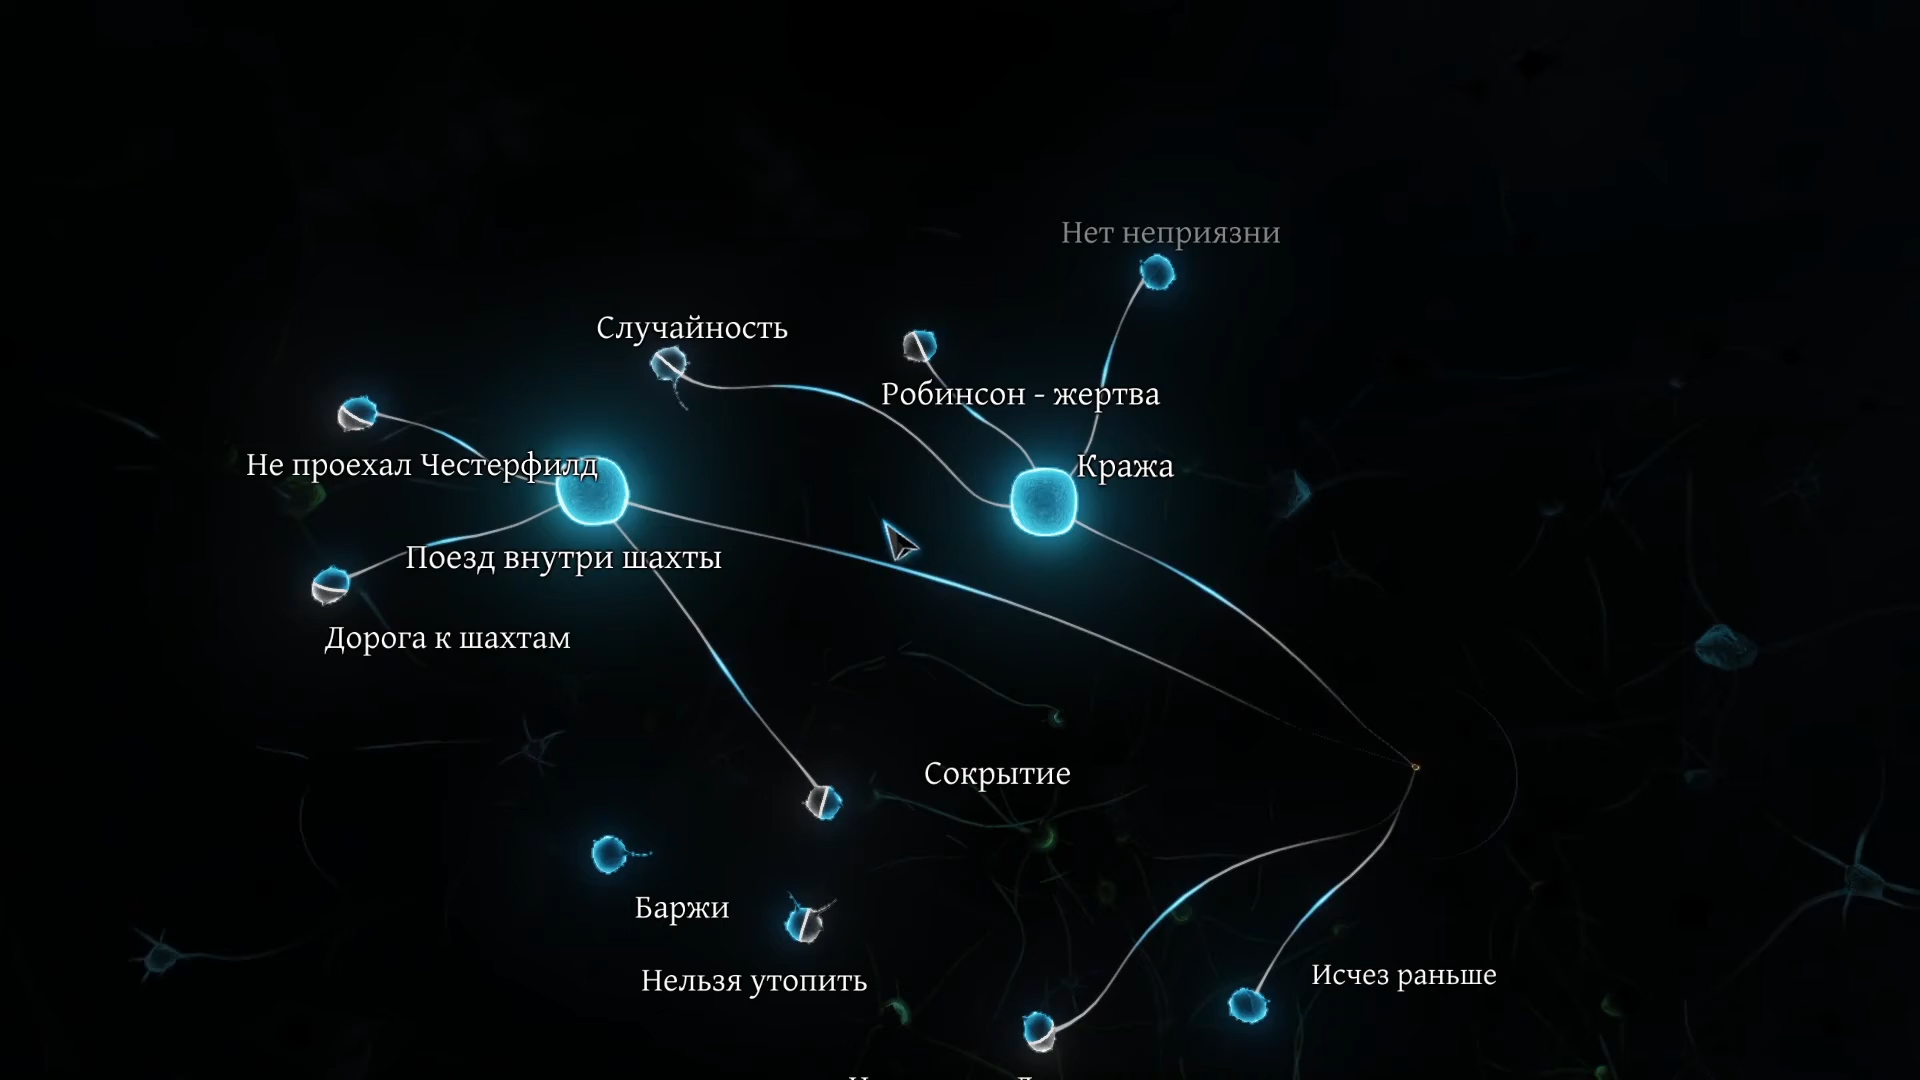 Нет неприязни
Случайность
Робинсон - жертва
Не проехал Честерфилд
Кража
Поезд внутри шахты
Дорога к шахтам
Сокрытие
Баржи
Нельзя утопить
Исчез раньше